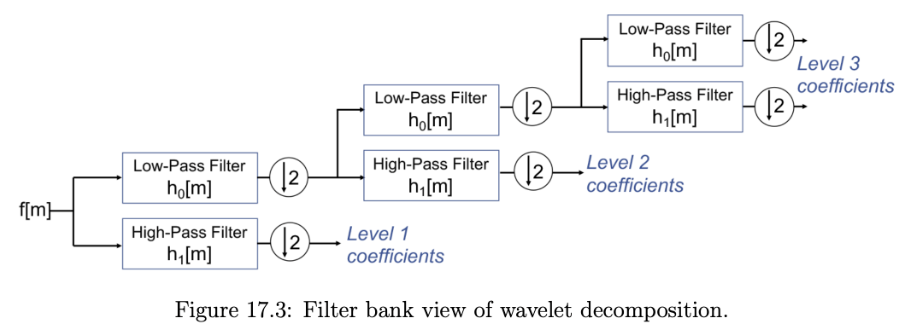 Low-Pass Filter
h₀[m]
↓2
Level 3
coefficients
High-Pass Filter
h₁[m]
↓2
Low-Pass Filter
h₀[m]
↓2
High-Pass Filter
h₁[m]
↓2
Level 2
coefficients
Low-Pass Filter
h₀[m]
↓2
f[m]
High-Pass Filter
h₁[m]
↓2
Level 1
coefficients
Figure 17.3: Filter bank view of wavelet decomposition.